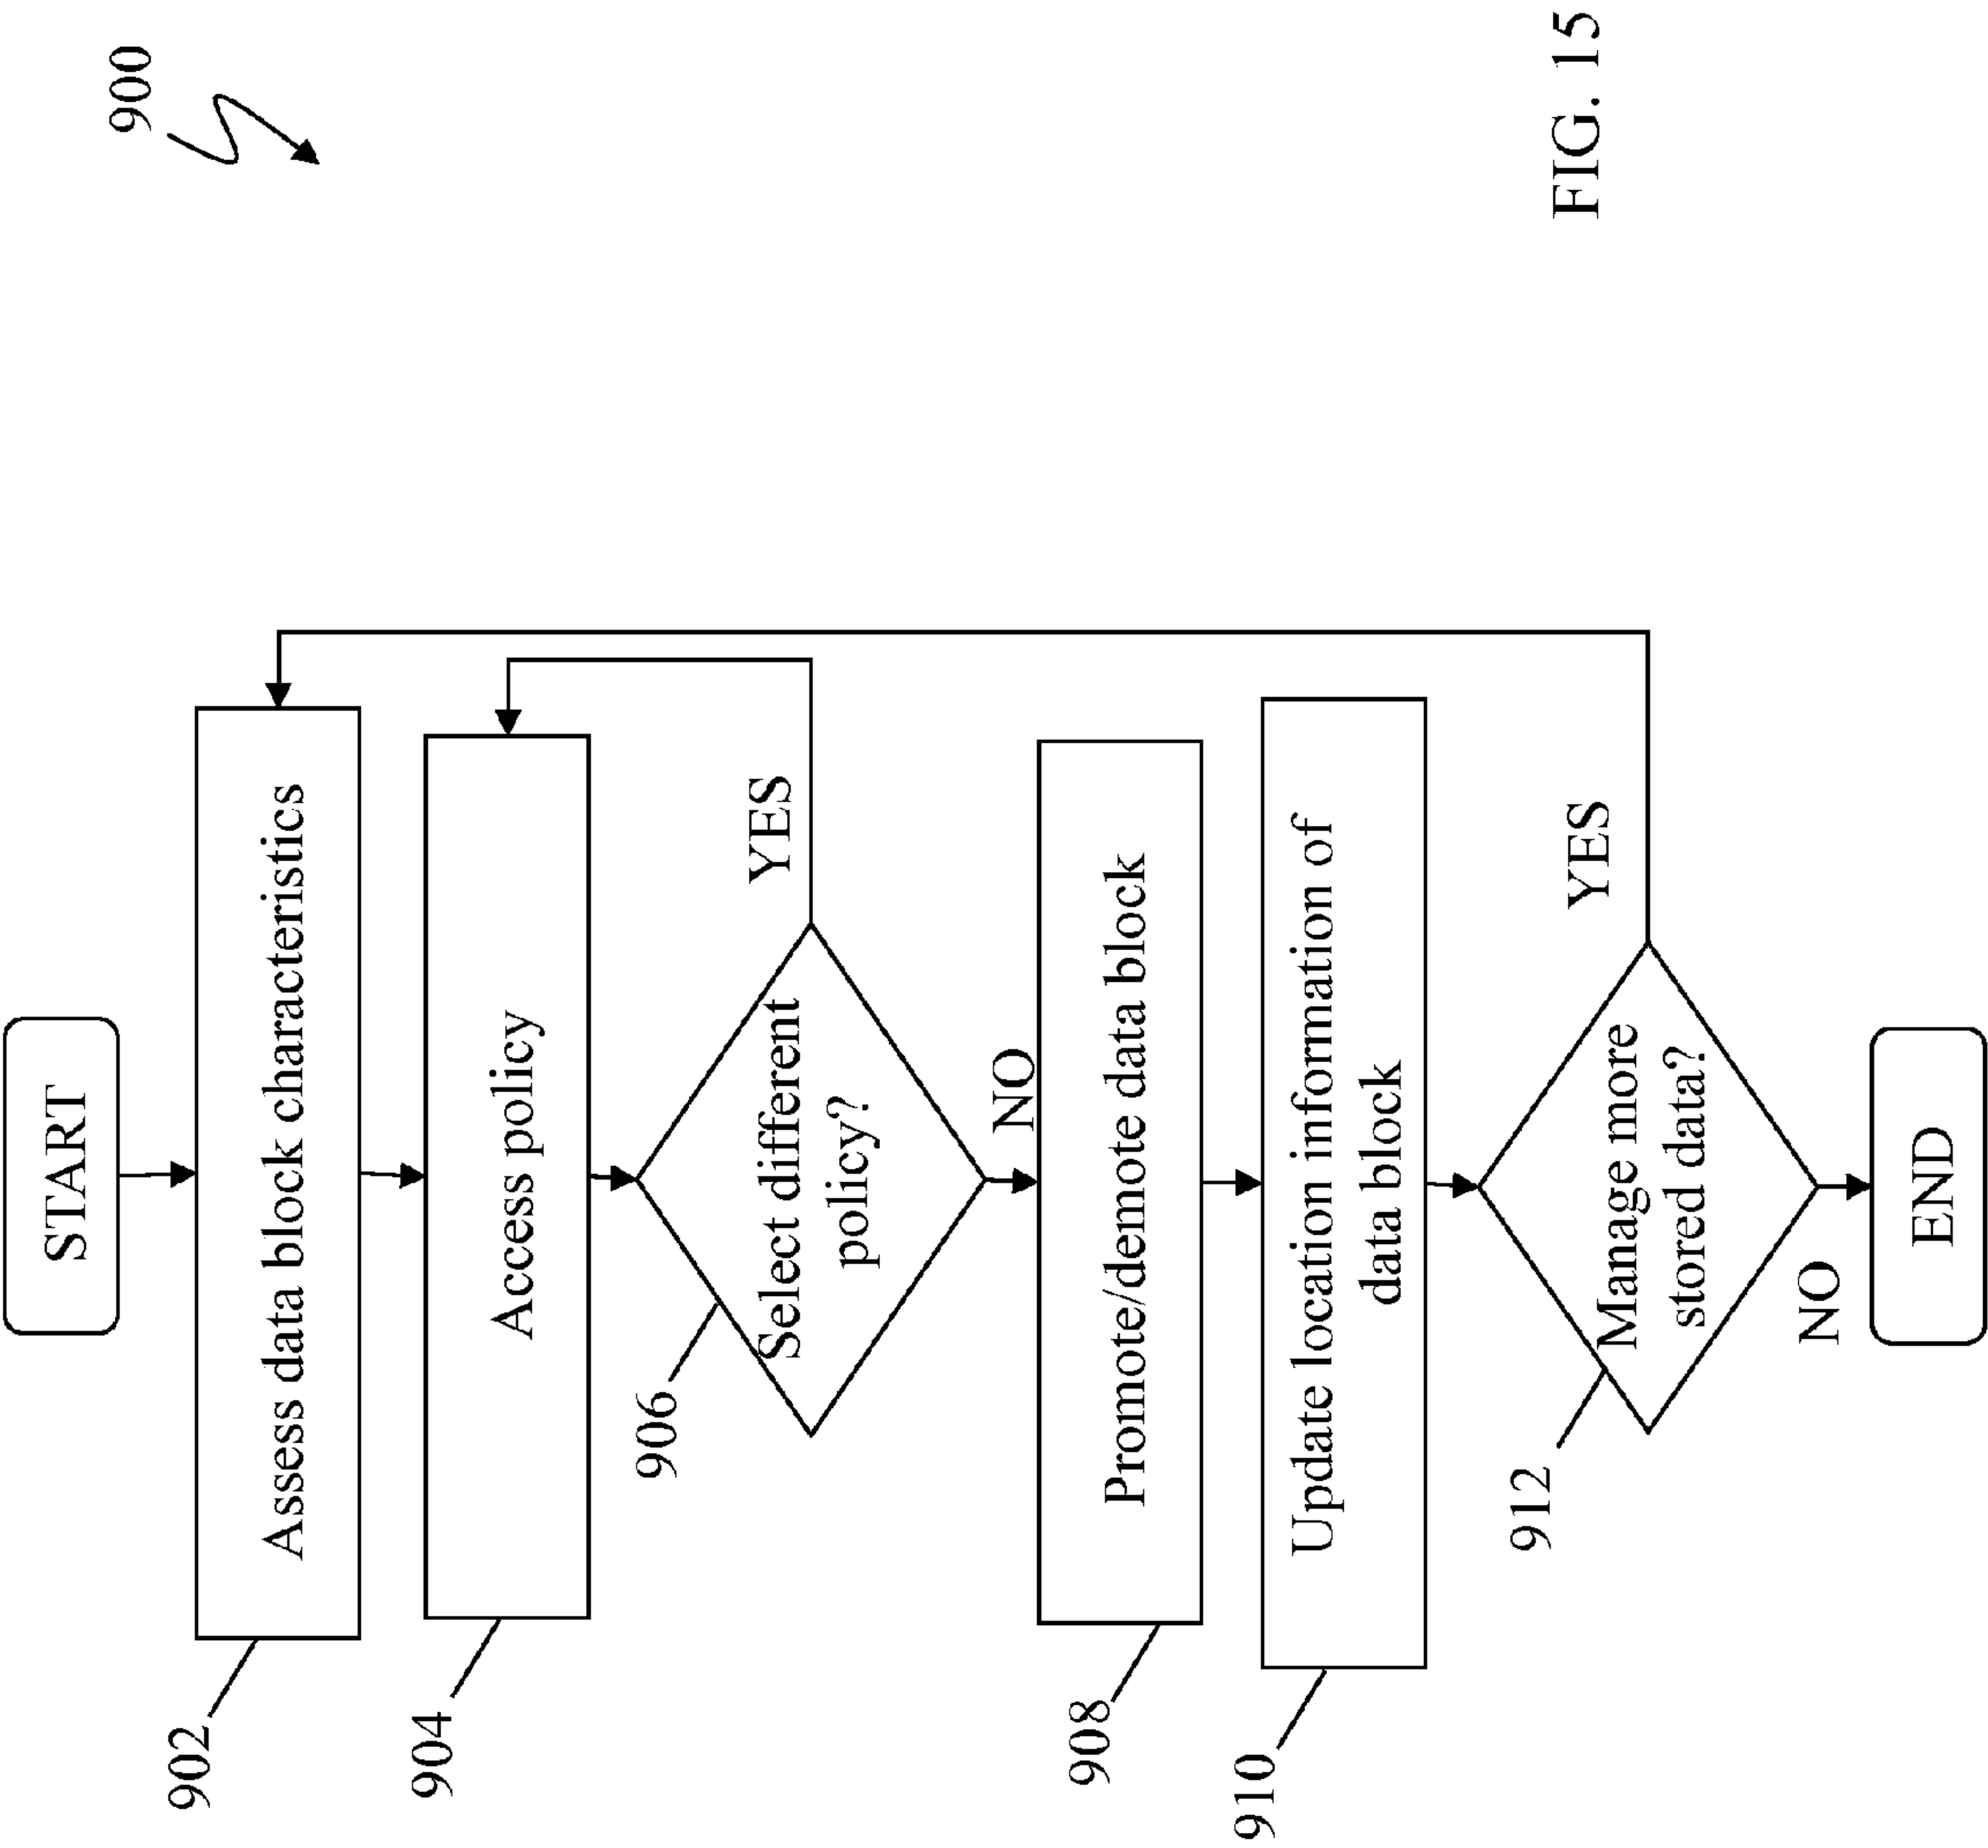 900
START
902
Assess data block characteristics
904
Access policy
906
Select different
policy?
YES
NO
908
Promote/demote data block
910
Update location information of
data block
912
Manage more
stored data?
YES
NO
END
FIG. 15